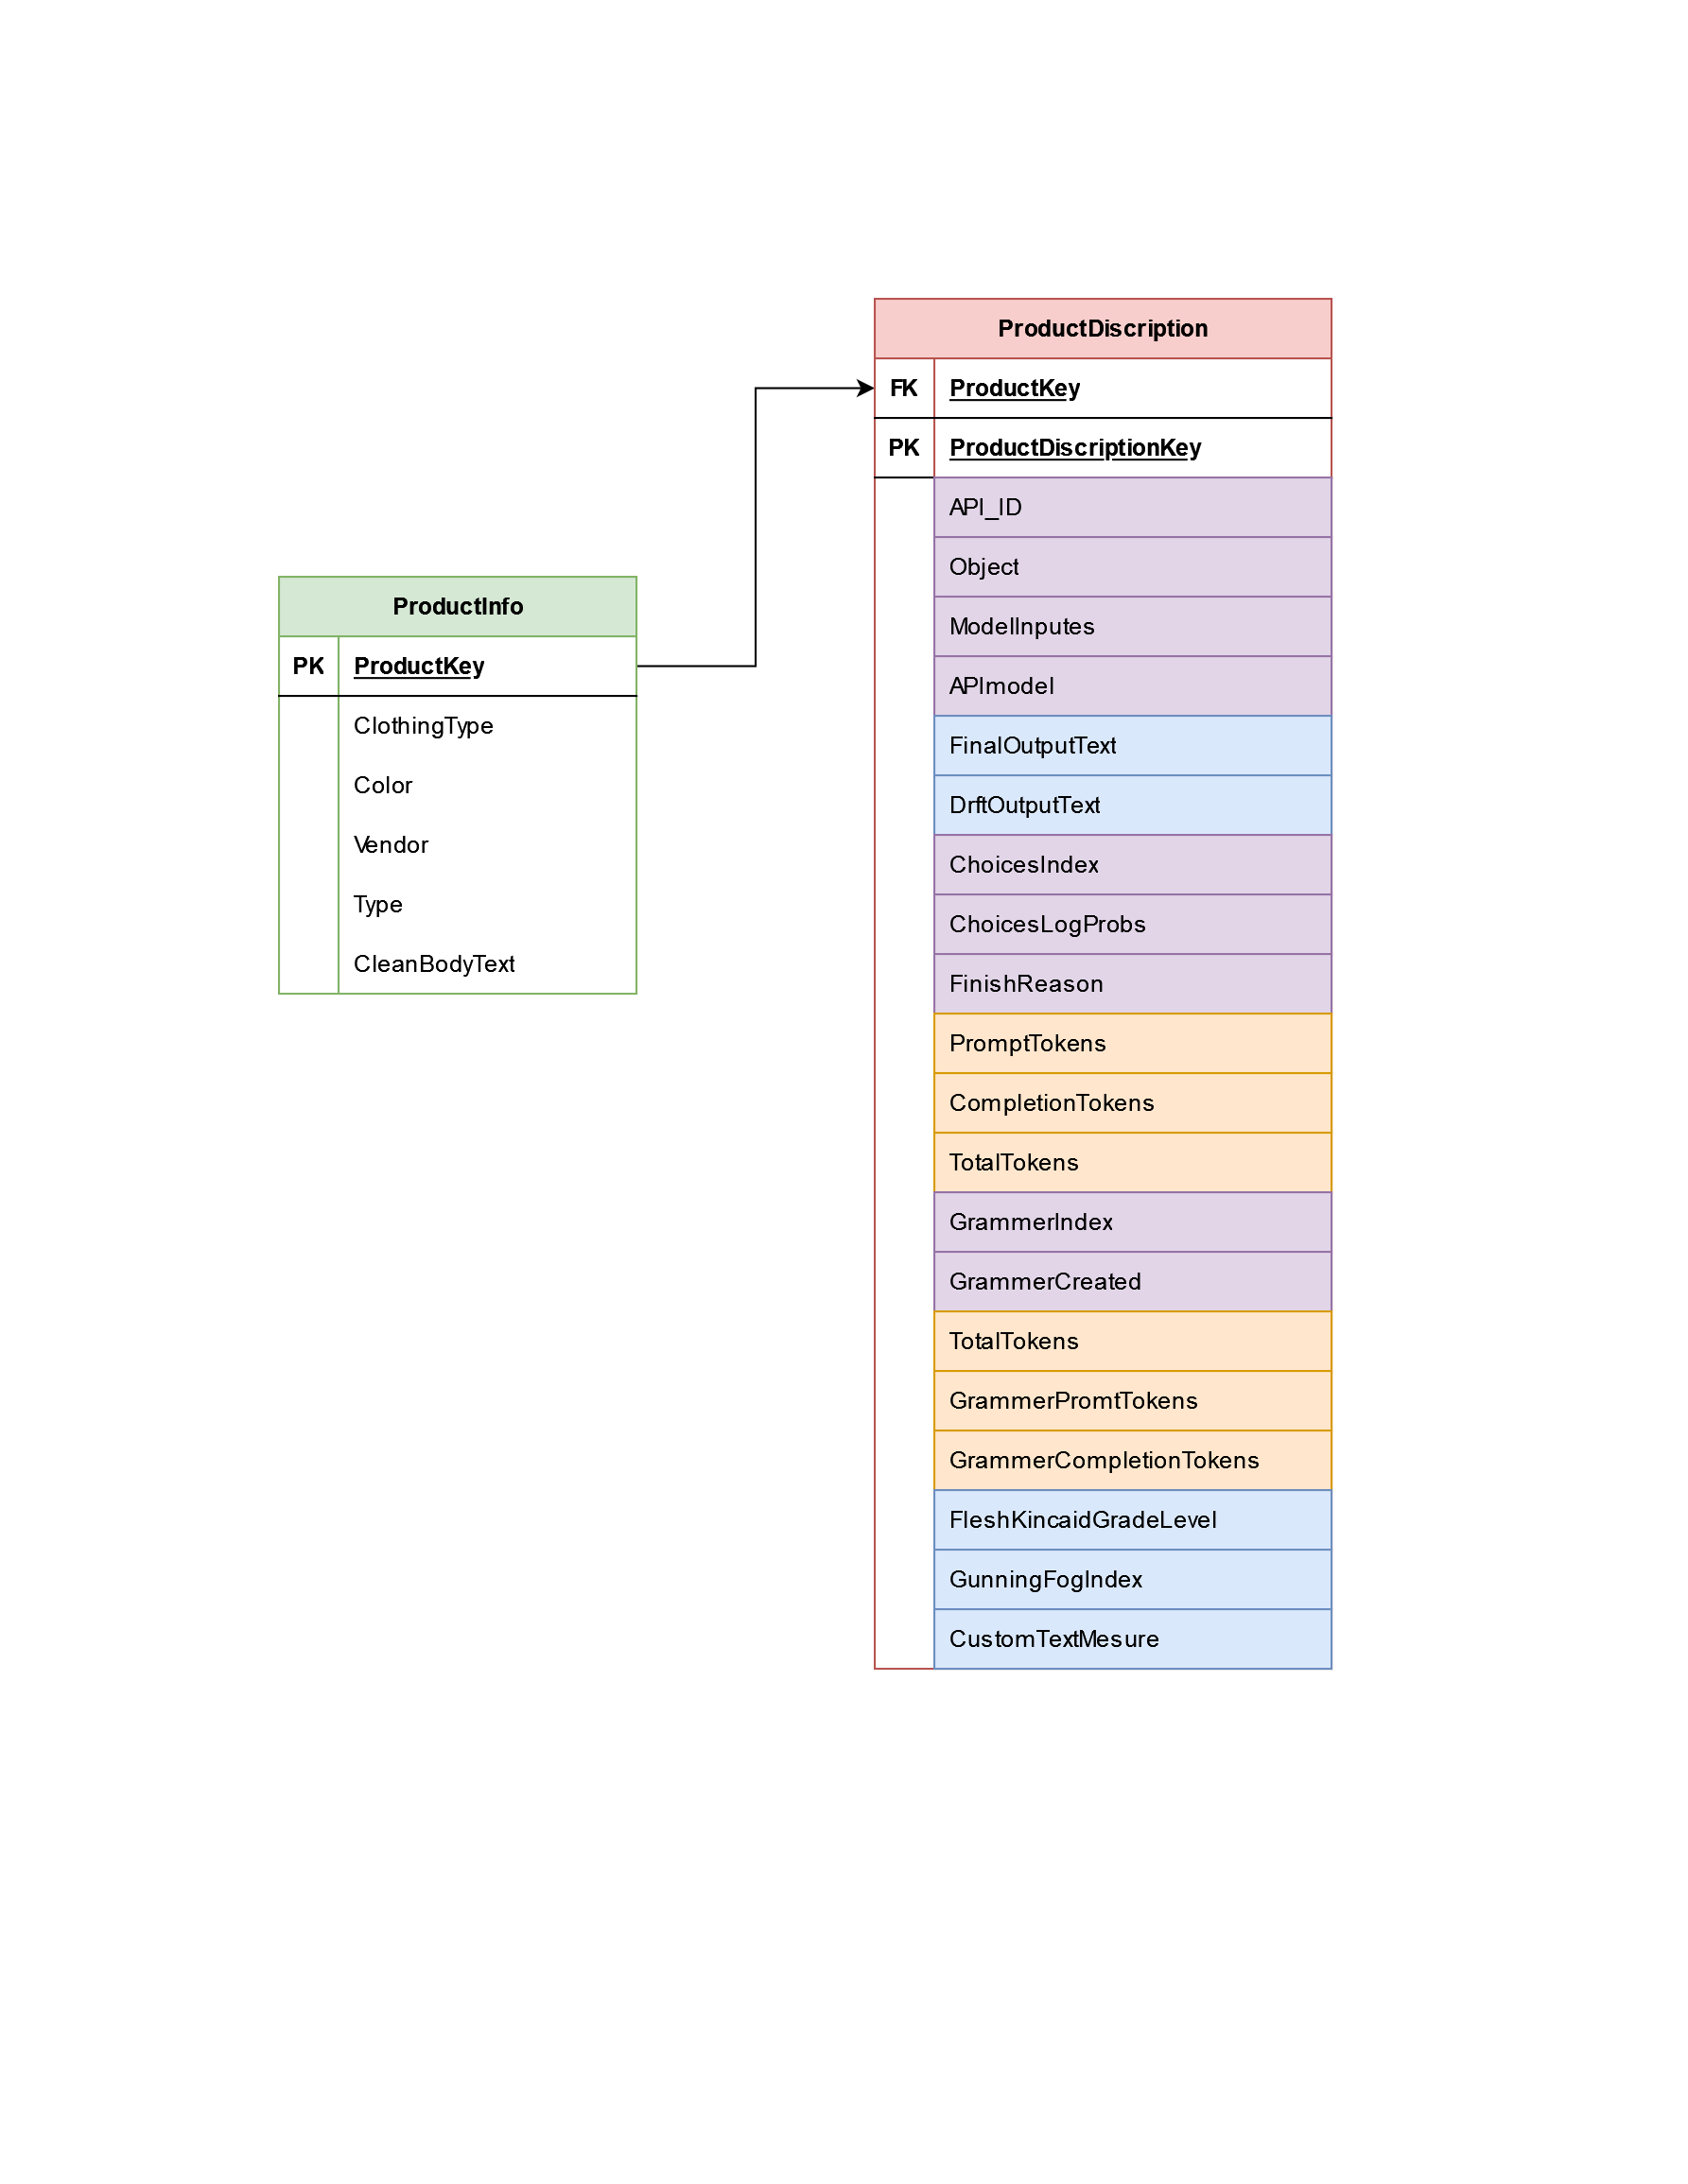 ProductDiscription
FK ProductKey
PK ProductDiscriptionKey
API_ID
Object
ModelInputes
APImodel
FinalOutputText
DrftOutputText
ChoicesIndex
ChoicesLogProbs
FinishReason
PromptTokens
CompletionTokens
TotalTokens
GrammerIndex
GrammerCreated
TotalTokens
GrammerPromtTokens
GrammerCompletionTokens
FleshKincaidGradeLevel
GunningFogIndex
CustomTextMesure
ProductInfo
PK ProductKey
ClothingType
Color
Vendor
Type
CleanBodyText